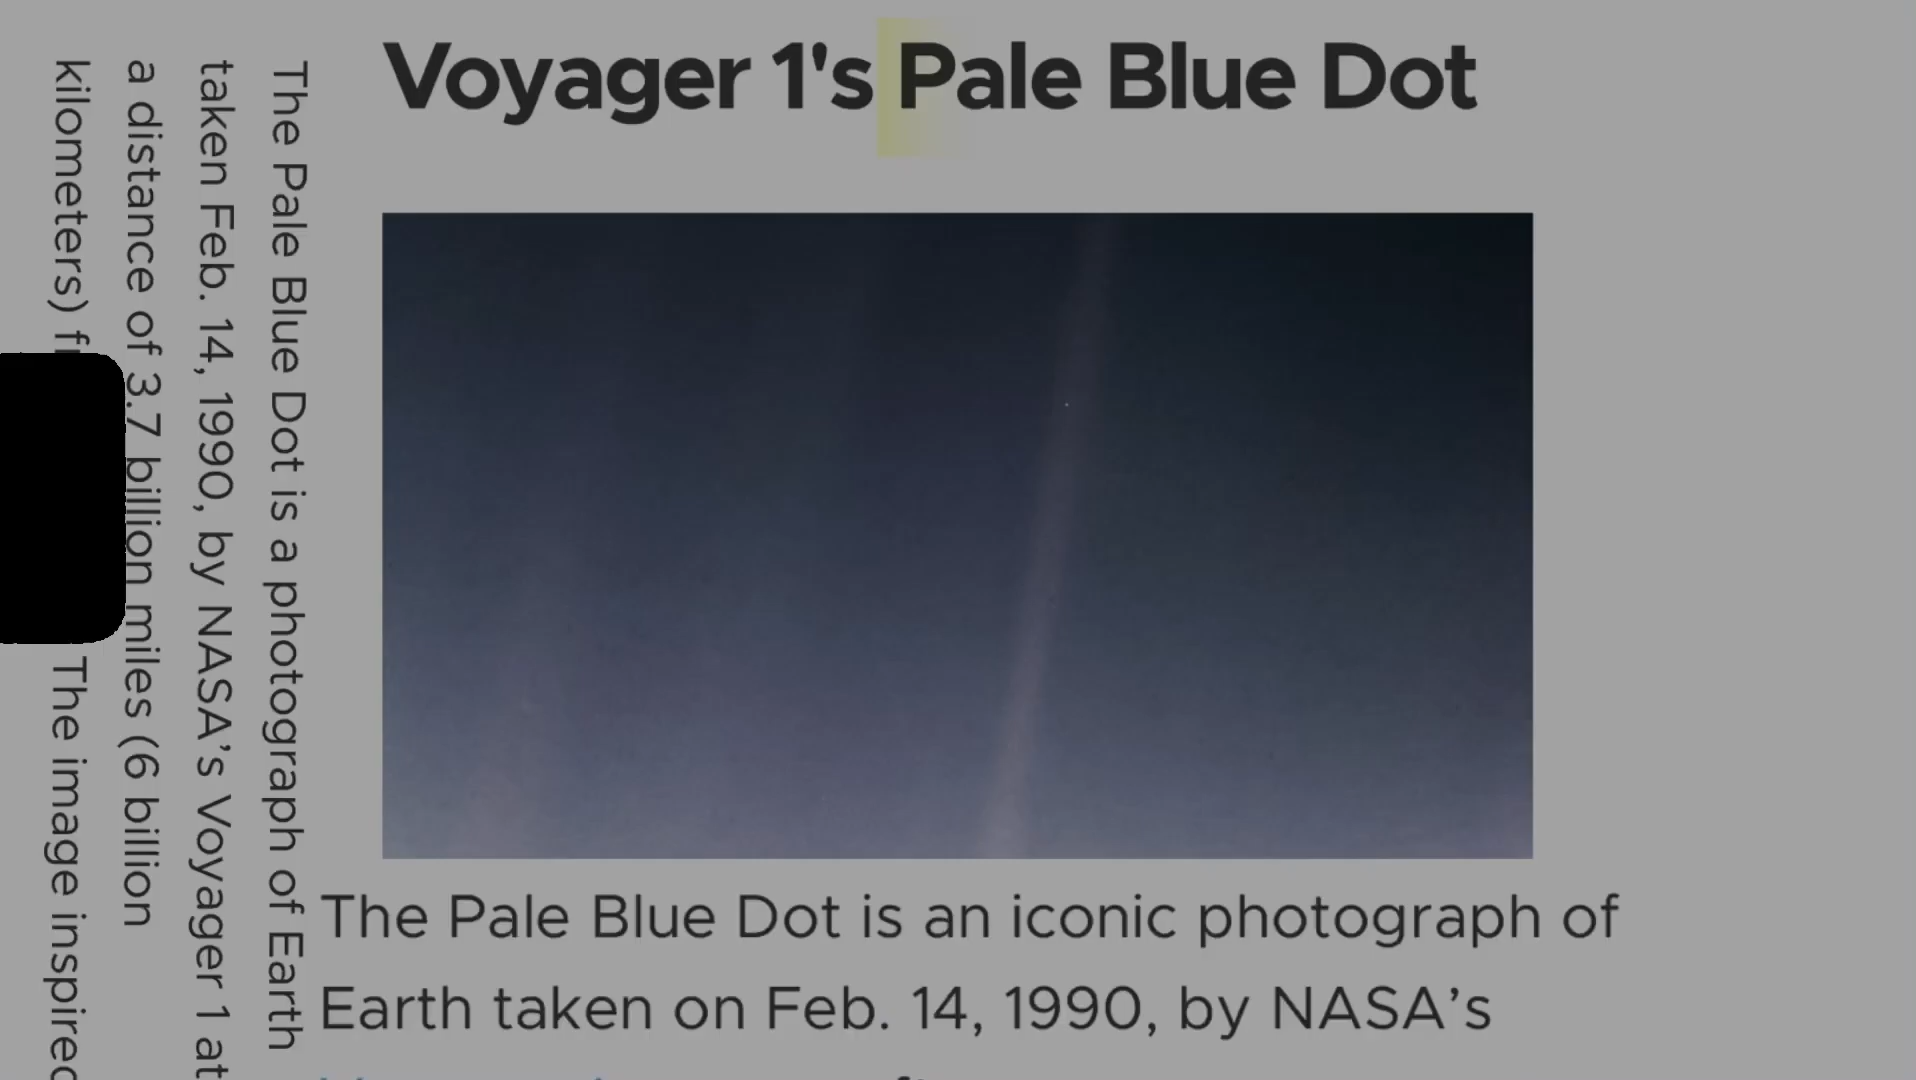 Voyager 1's Pale Blue Dot
The Pale Blue Dot is a photograph of Earth
taken Feb. 14, 1990, by NASA’s Voyager 1 at
a distance of 3.7 billion miles (6 billion
kilometers)
The image inspired
The Pale Blue Dot is an iconic photograph of
Earth taken on Feb. 14, 1990, by NASA’s